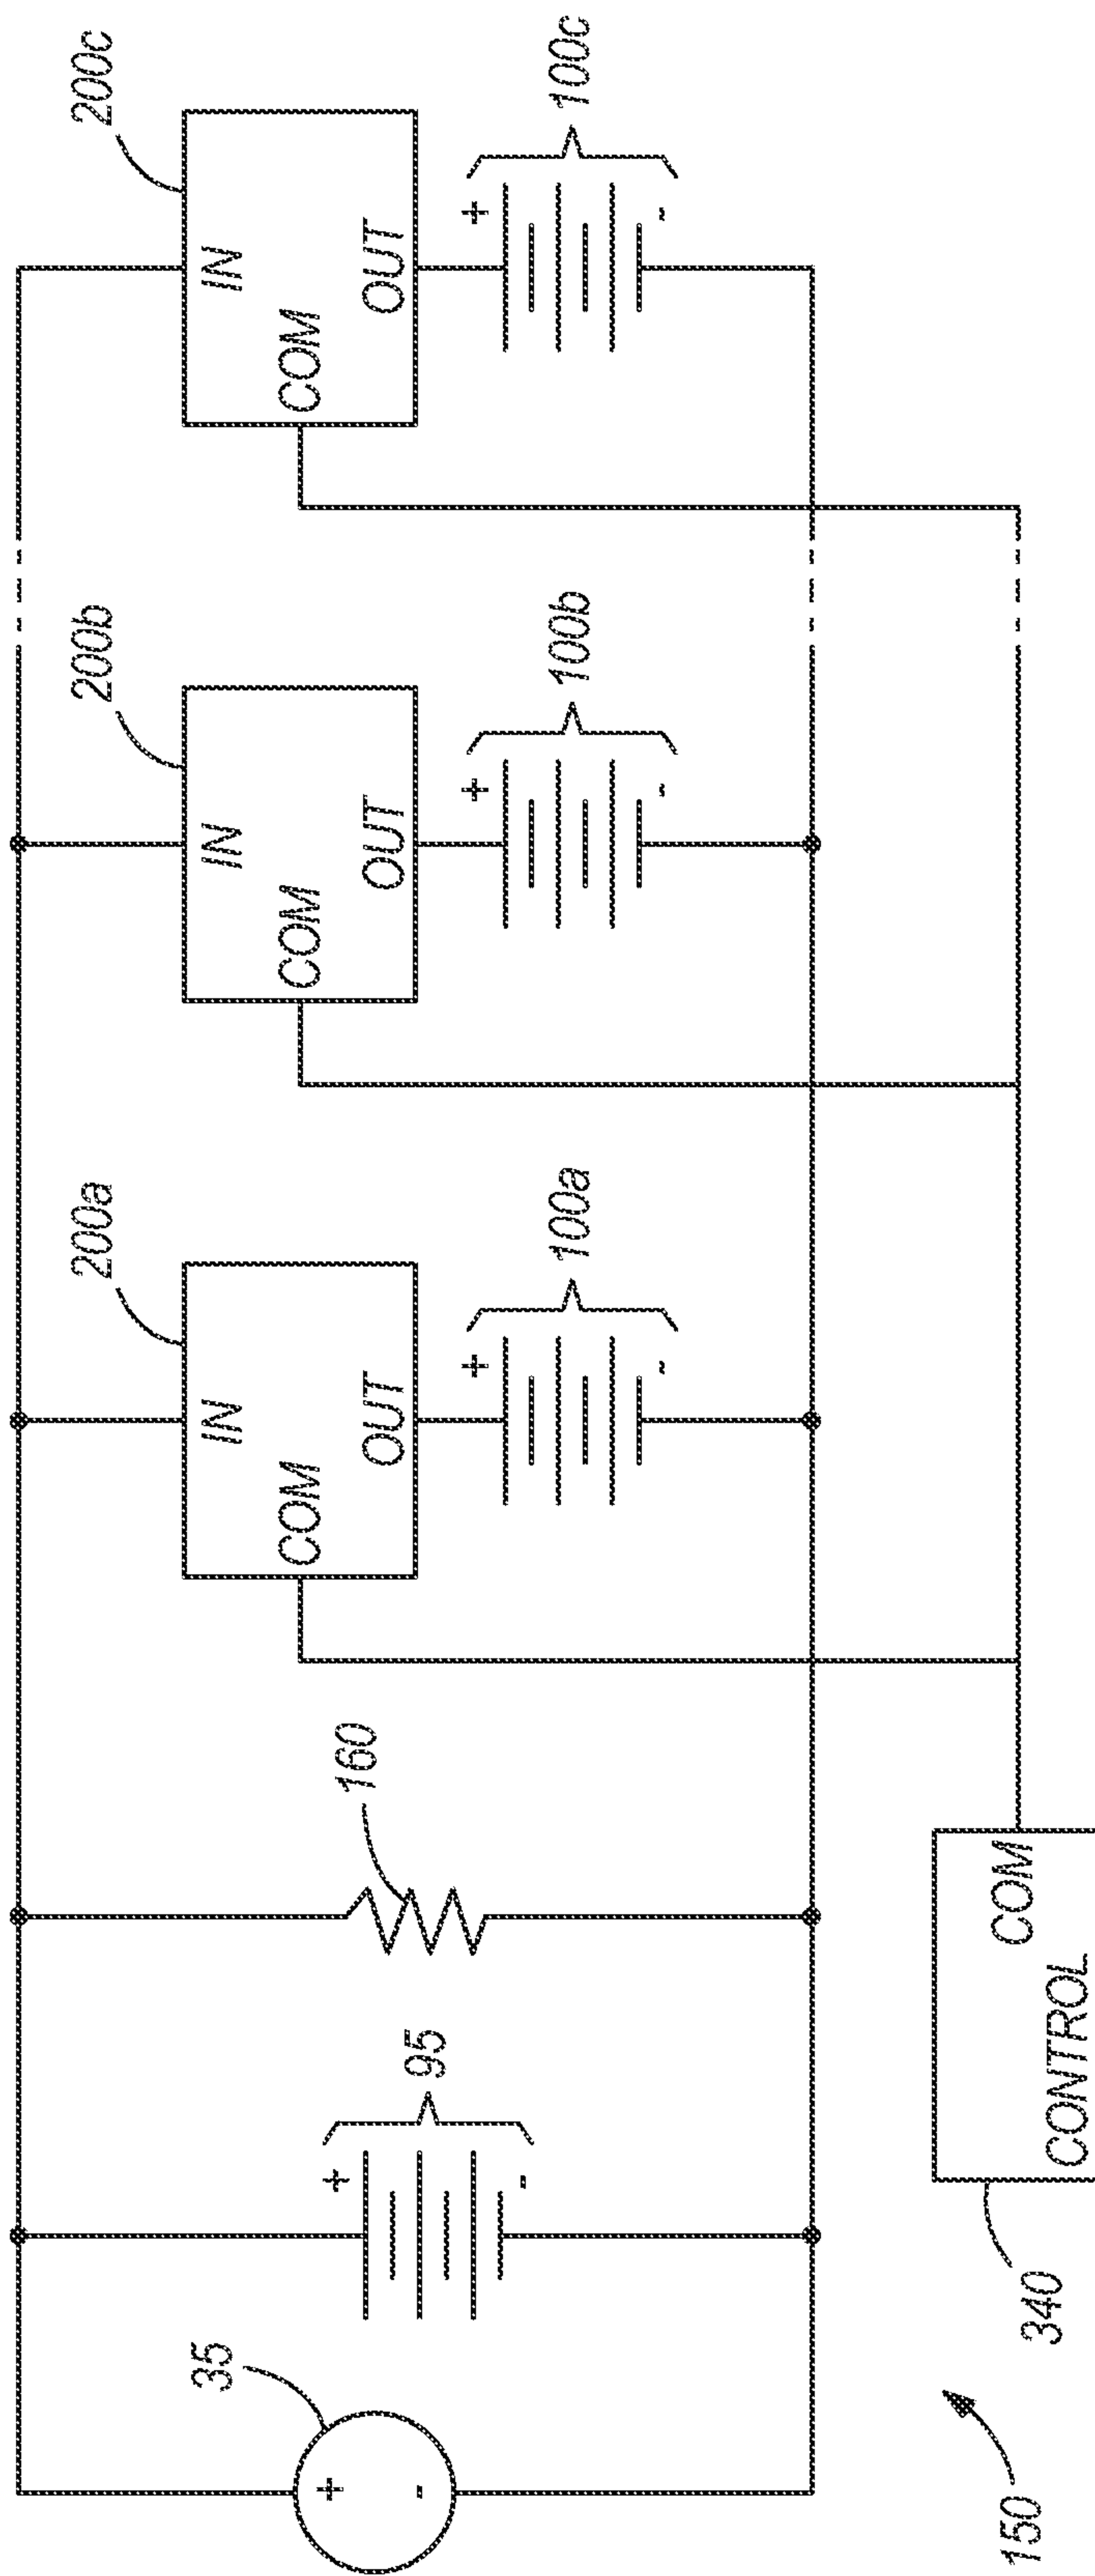 35
+
-
95
+
-
160
200a
IN
COM
OUT
+
-
100a
200b
IN
COM
OUT
+
-
100b
200c
IN
COM
OUT
+
-
100c
COM
CONTROL
340
150